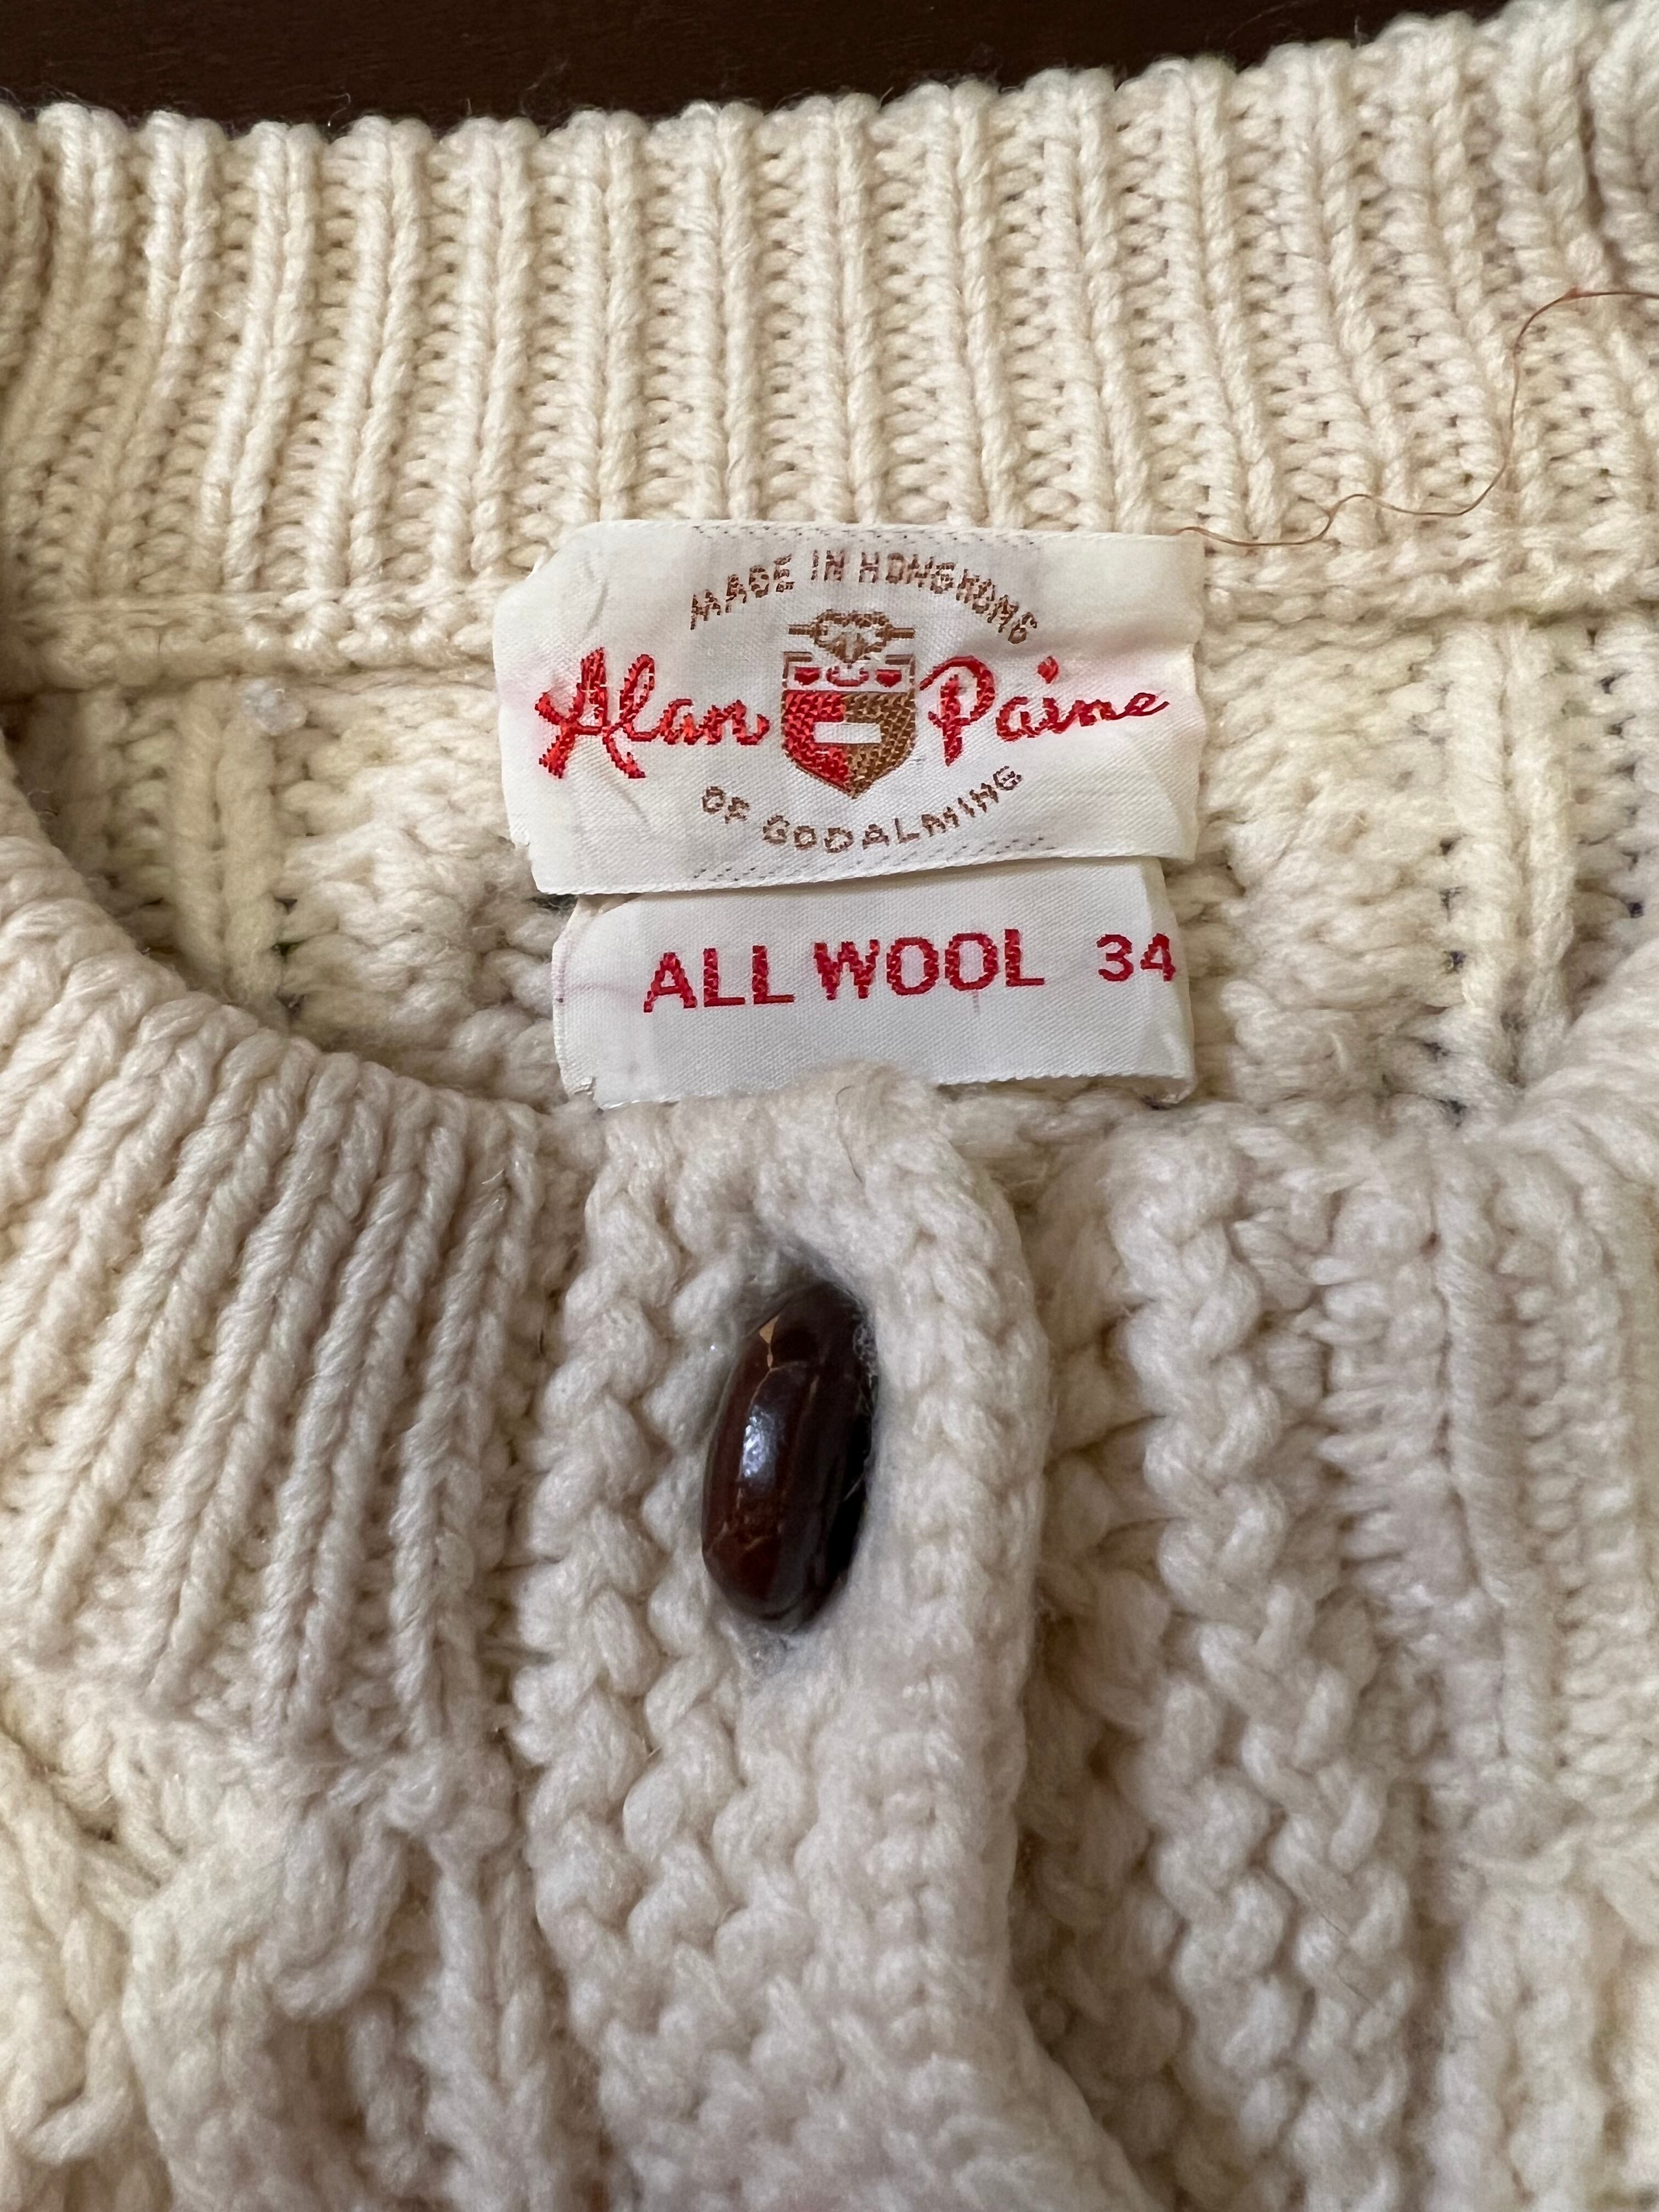 MADE IN HONGKONG
Alan Paine
OF GODALMING
ALL WOOL 34